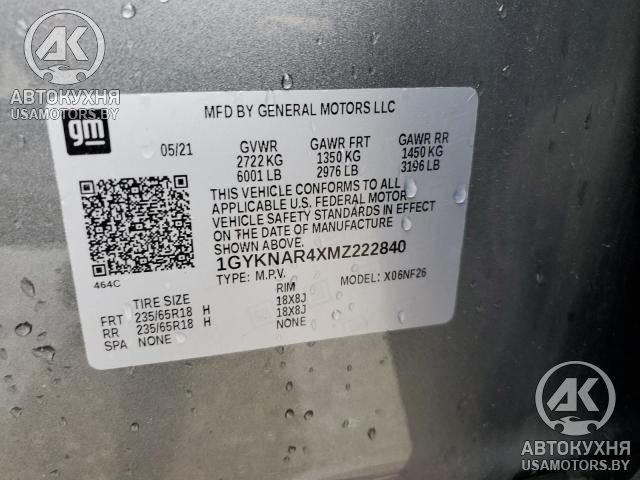 AK
АВТОКУХНЯ
USAMOTORS.BY
gm
MFD BY GENERAL MOTORS LLC
05/21 GVWR GAWR FRT GAWR RR
2722 KG 1350 KG 1450 KG
6001 LB 2976 LB 3196 LB
THIS VEHICLE CONFORMS TO ALL
APPLICABLE U.S. FEDERAL MOTOR
VEHICLE SAFETY STANDARDS IN EFFECT
ON THE DATE OF MANUFACTURE
SHOWN ABOVE.
1GYKNAR4XMZ222840
464C
TYPE: M.P.V. MODEL: X06NF26
TIRE SIZE RIM
FRT 235/65R18 H 18X8J
RR 235/65R18 H 18X8J
SPA NONE NONE
AK
АВТОКУХНЯ
USAMOTORS.BY